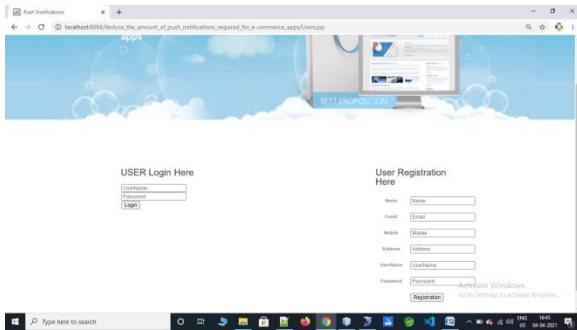 Push Notifications
localhost:8084/Reduce_the_amount_of_push_notifications_required_for_e-commerce_apps/Users.jsp
apps
BEST PROPOSITION
USER Login Here
UserName
Password
Login
User Registration
Here
Name Name
Email Email
Mobile Mobile
Address Address
UserName UserName
Password Password
Registration
Activate Windows
Go to Settings to activate Windows.
Type here to search
ENG
US
16:45
04-04-2021